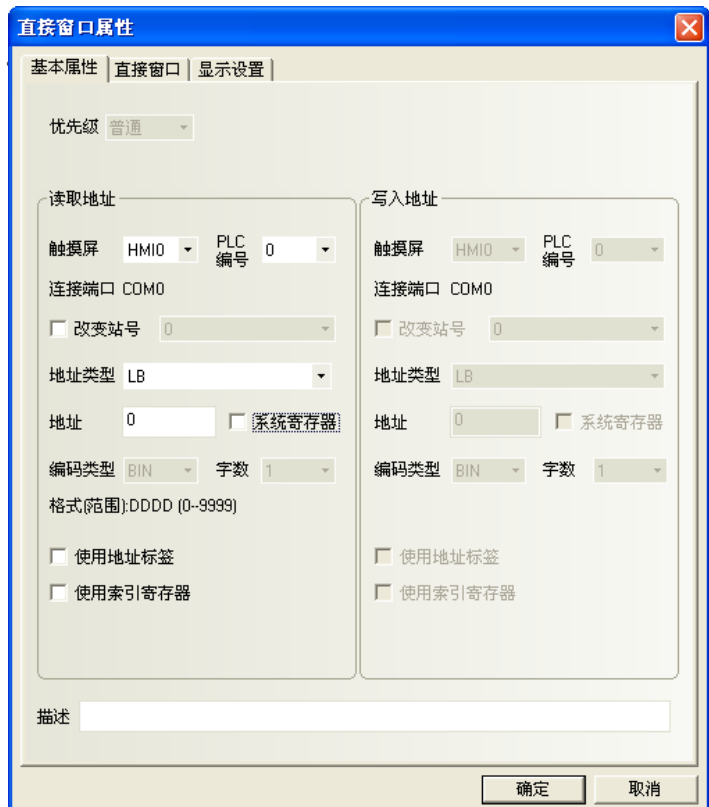 直接窗口属性
基本属性 直接窗口 显示设置
优先级 普通
读取地址
触摸屏 HMI0 PLC编号 0
连接端口 COM0
改变站号 0
地址类型 LB
地址 0 系统寄存器
编码类型 BIN 字数 1
格式(范围):DDDD (0--9999)
使用地址标签
使用索引寄存器
写入地址
触摸屏 HMI0 PLC编号 0
连接端口 COM0
改变站号 0
地址类型 LB
地址 0 系统寄存器
编码类型 BIN 字数 1
使用地址标签
使用索引寄存器
描述
确定 取消